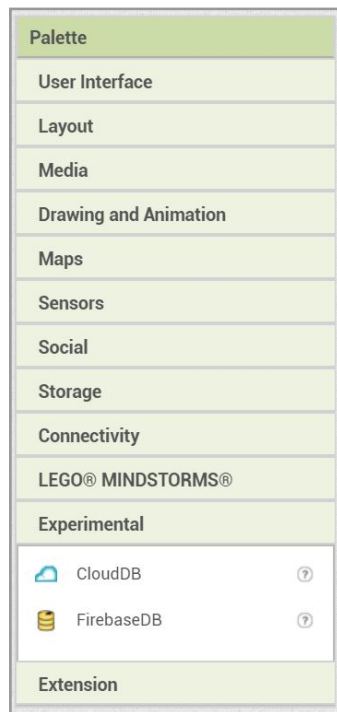 Palette
User Interface
Layout
Media
Drawing and Animation
Maps
Sensors
Social
Storage
Connectivity
LEGO® MINDSTORMS®
Experimental
CloudDB ?
FirebaseDB ?
Extension